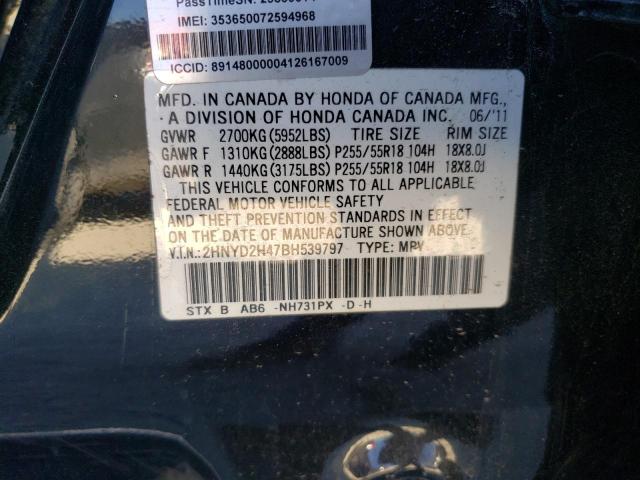 IMEI: 353650072594968
ICCID: 89148000004126167009
MFD. IN CANADA BY HONDA OF CANADA MFG.,
A DIVISION OF HONDA CANADA INC. 06/'11
GVWR 2700KG(5952LBS) TIRE SIZE RIM SIZE
GAWR F 1310KG(2888LBS) P255/55R18 104H 18X8.0J
GAWR R 1440KG(3175LBS) P255/55R18 104H 18X8.0J
THIS VEHICLE CONFORMS TO ALL APPLICABLE
FEDERAL MOTOR VEHICLE SAFETY
AND THEFT PREVENTION STANDARDS IN EFFECT
ON THE DATE OF MANUFACTURE SHOWN ABOVE.
V.I.N.: 2HNYD2H47BH539797 TYPE: MPV
STX B AB6 -NH731PX -D-H